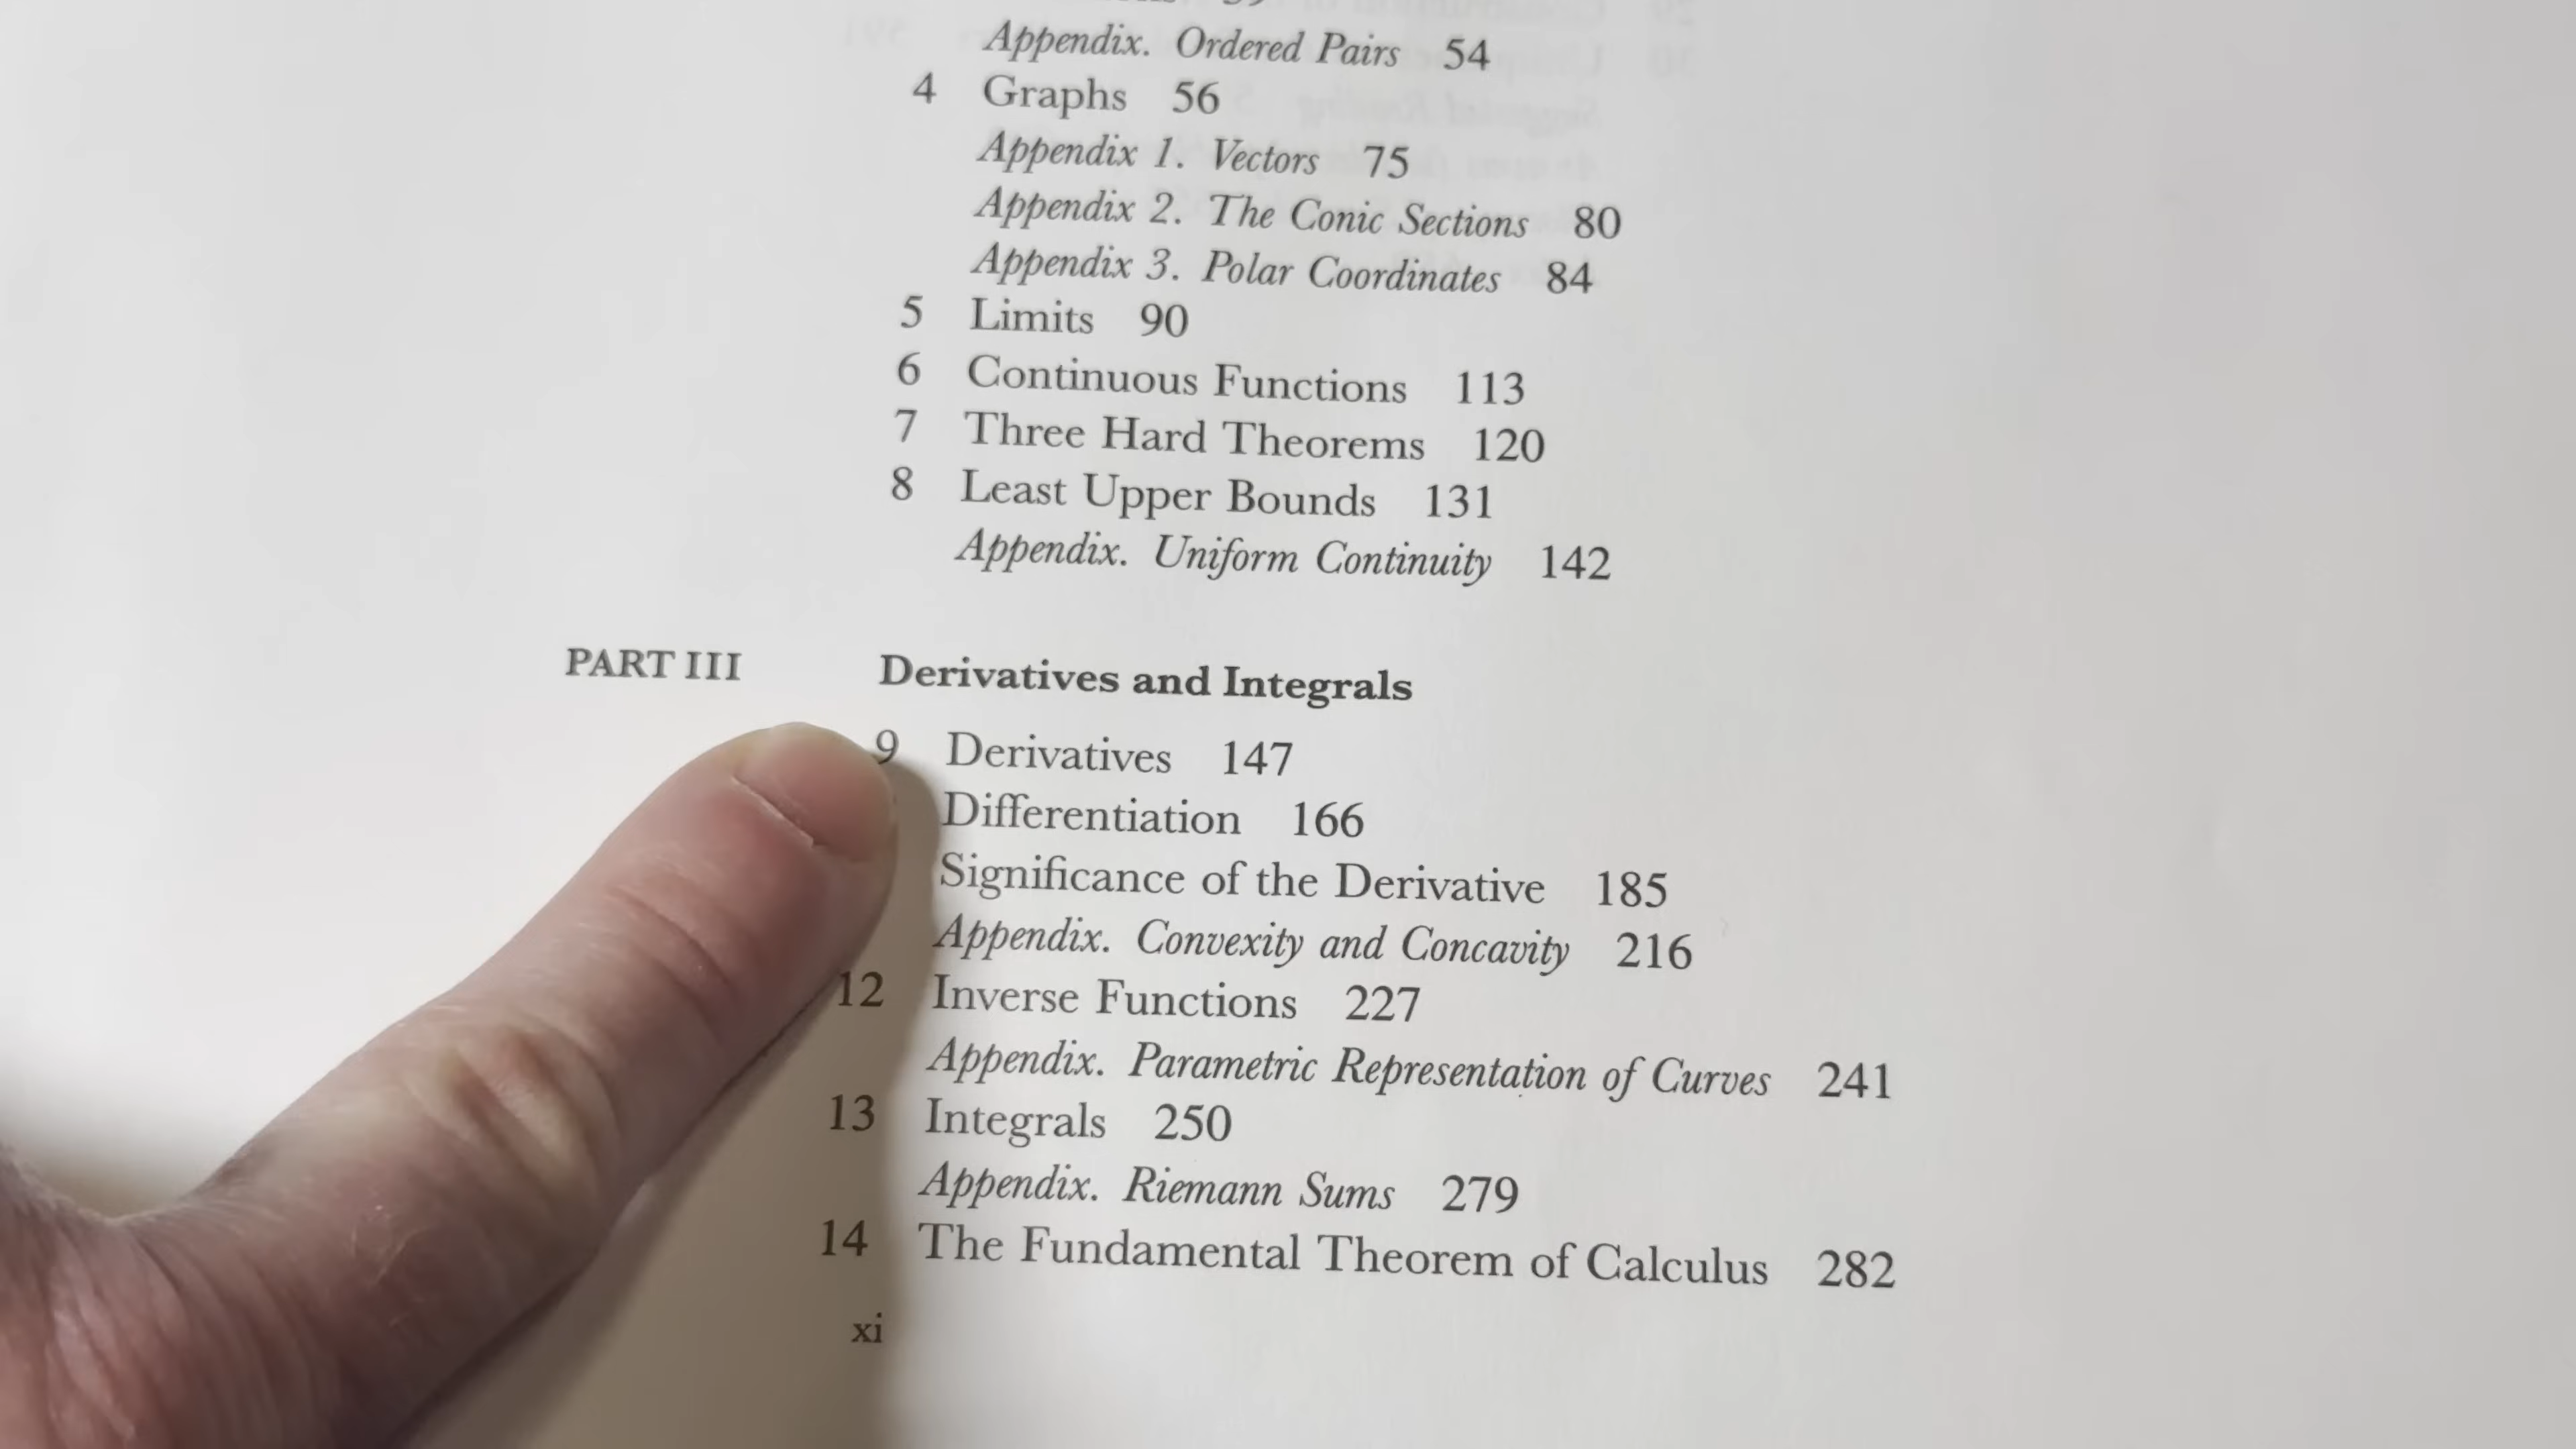 Appendix. Ordered Pairs 54
4 Graphs 56
Appendix 1. Vectors 75
Appendix 2. The Conic Sections 80
Appendix 3. Polar Coordinates 84
5 Limits 90
6 Continuous Functions 113
7 Three Hard Theorems 120
8 Least Upper Bounds 131
Appendix. Uniform Continuity 142
PART III Derivatives and Integrals
9 Derivatives 147
Differentiation 166
Significance of the Derivative 185
Appendix. Convexity and Concavity 216
12 Inverse Functions 227
Appendix. Parametric Representation of Curves 241
13 Integrals 250
Appendix. Riemann Sums 279
14 The Fundamental Theorem of Calculus 282
xi